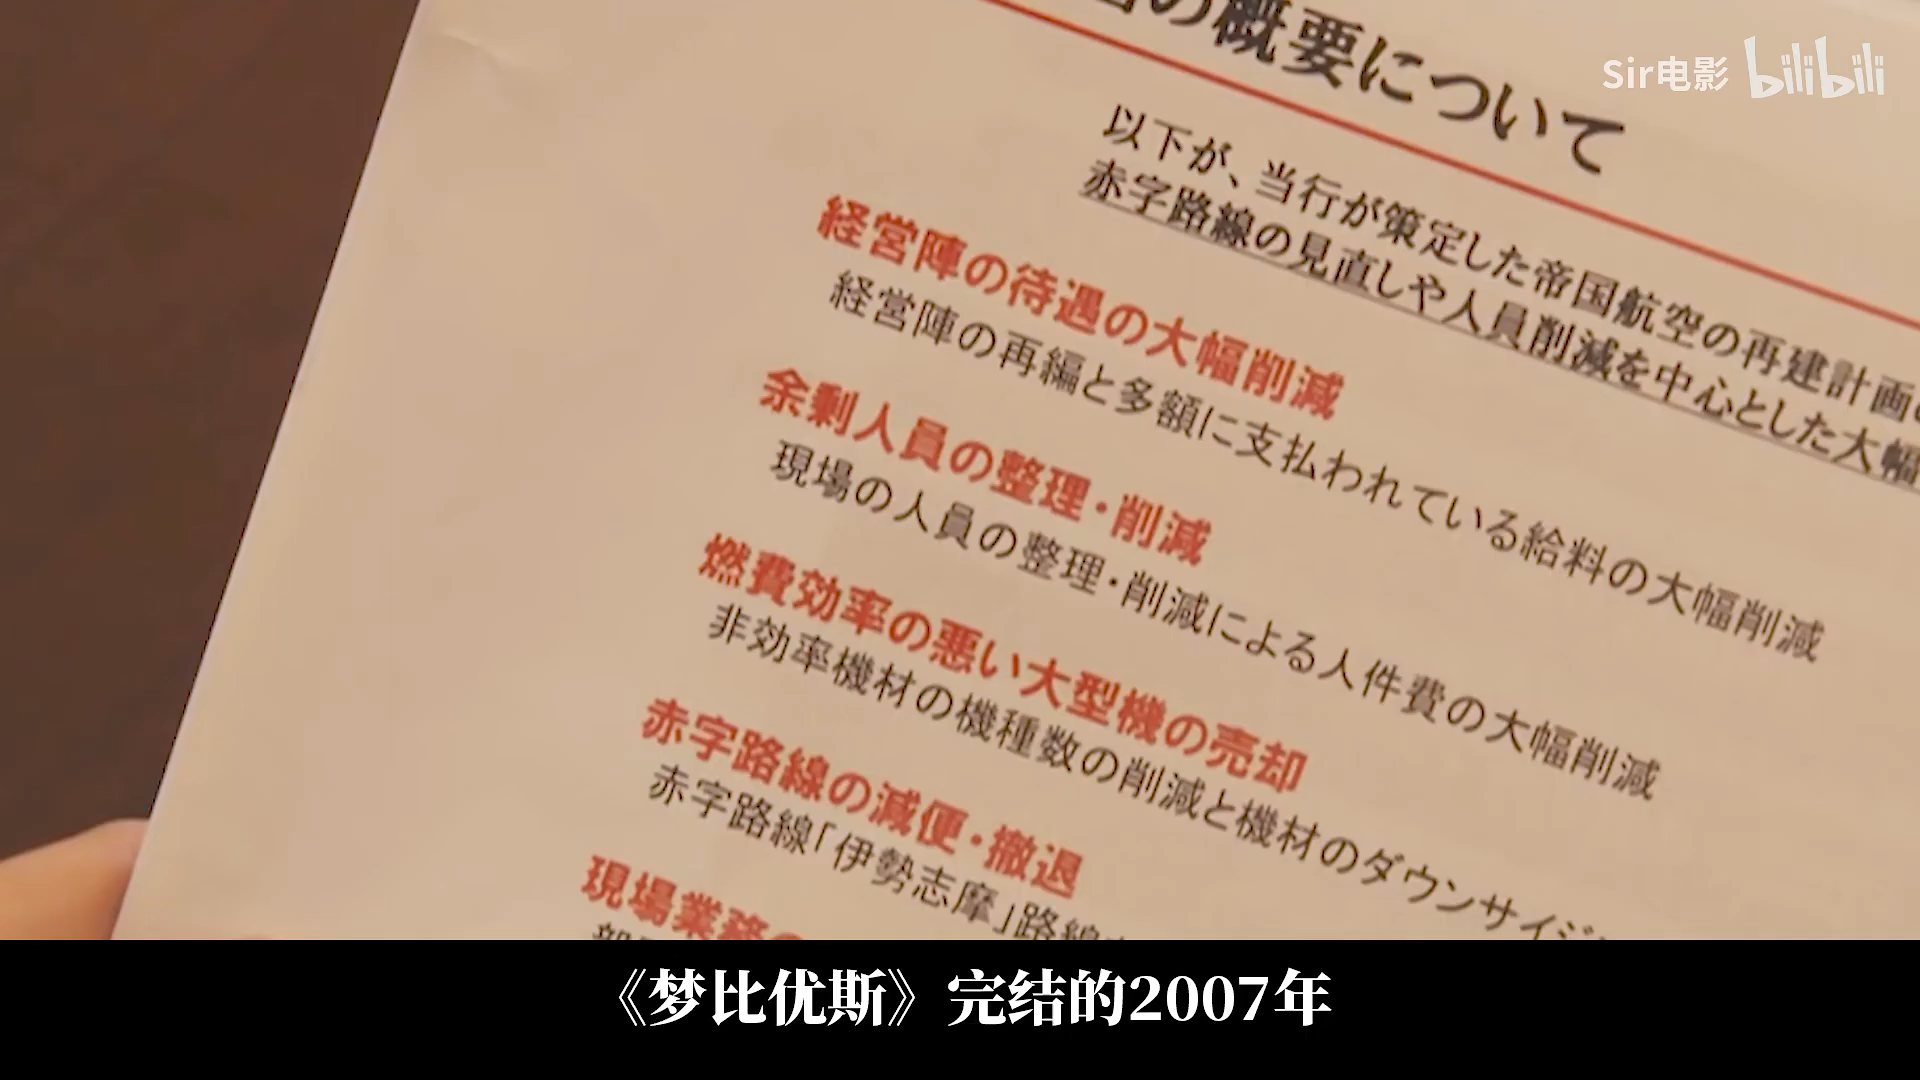 の概要について
Sir电影 bilibili
以下が、当行が策定した帝国航空の再建計画
赤字路線の見直しや人員削減を中心とした大幅
経営陣の待遇の大幅削減
経営陣の再編と多額に支払われている給料の大幅削減
余剰人員の整理・削減
現場の人員の整理・削減による人件費の大幅削減
燃費効率の悪い大型機の売却
非効率機材の機種数の削減と機材のダウンサイジ
赤字路線の減便・撤退
赤字路線「伊勢志摩」路線
現場業務の
《梦比优斯》完结的2007年